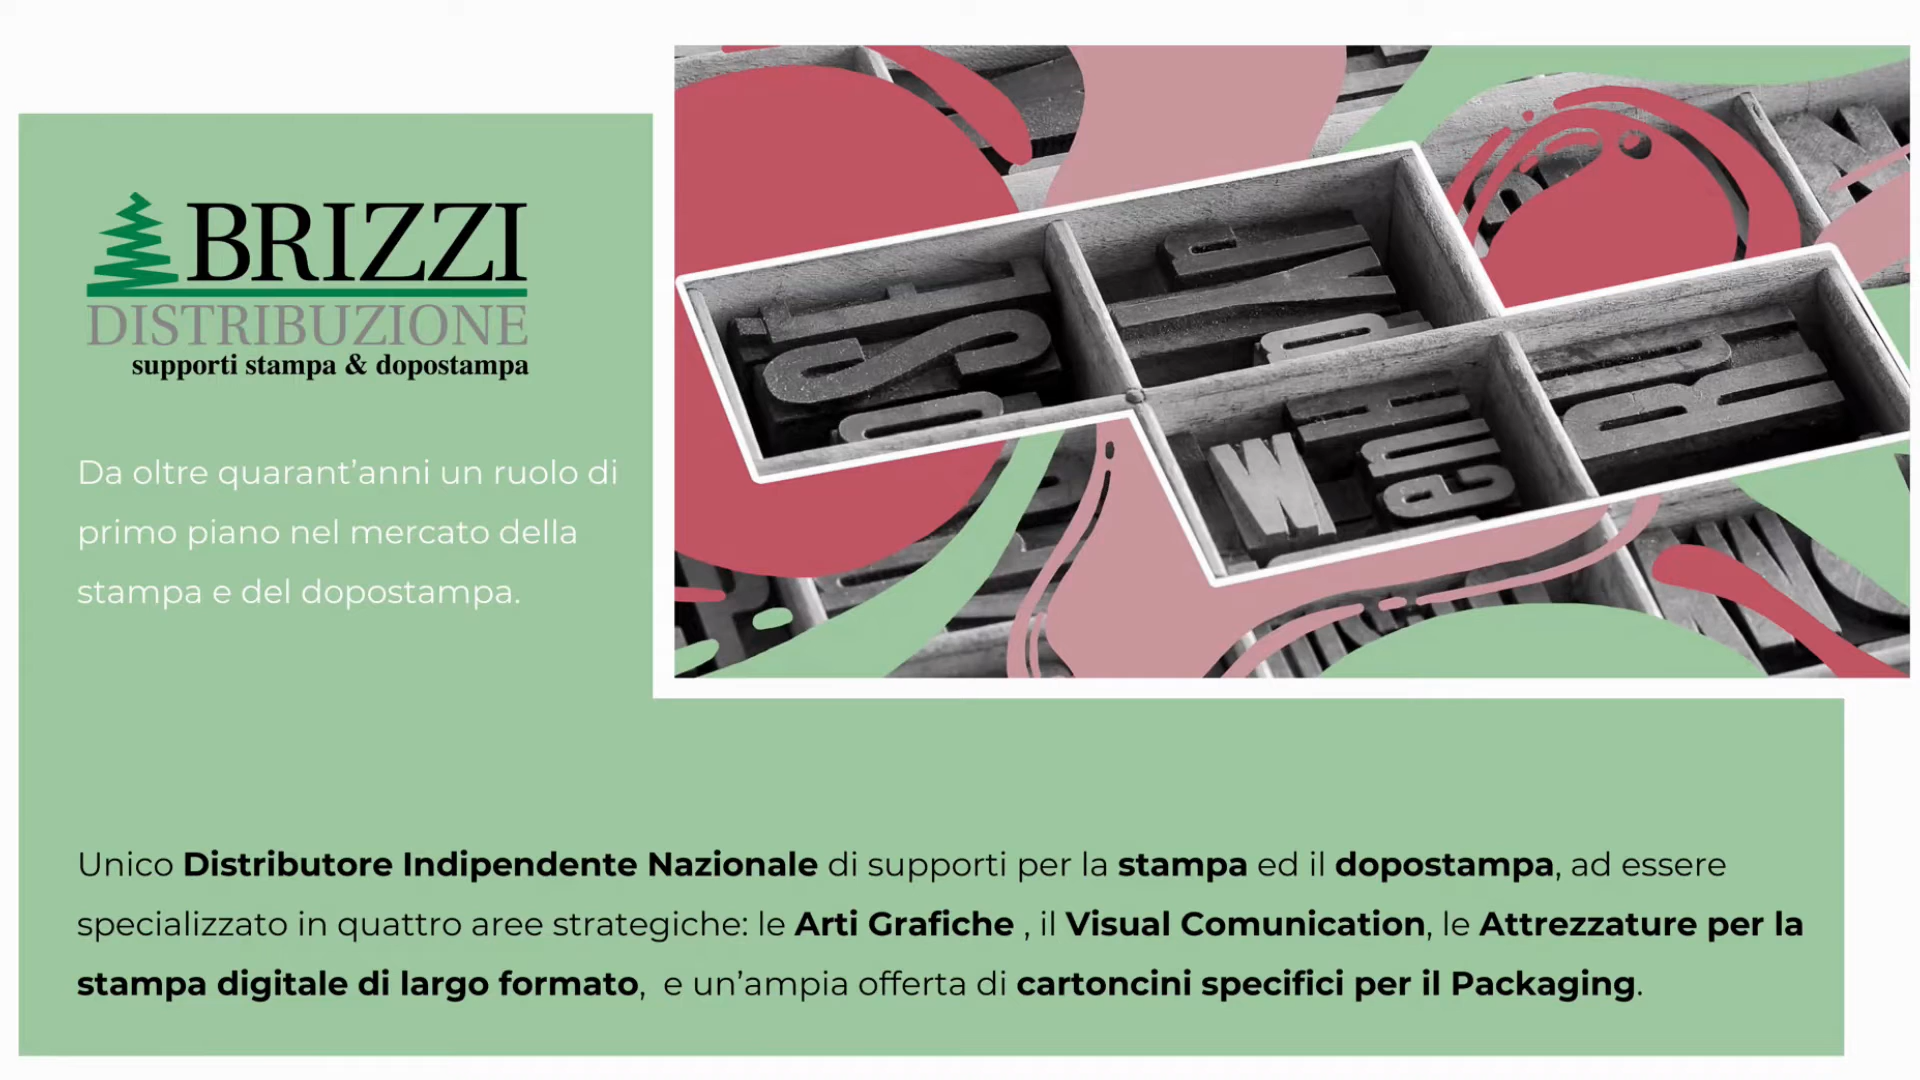 BRIZZI
DISTRIBUZIONE
supporti stampa & dopostampa
Da oltre quarant’anni un ruolo di
primo piano nel mercato della
stampa e del dopostampa.
Unico Distributore Indipendente Nazionale di supporti per la stampa ed il dopostampa, ad essere
specializzato in quattro aree strategiche: le Arti Grafiche , il Visual Comunication, le Attrezzature per la
stampa digitale di largo formato, e un’ampia offerta di cartoncini specifici per il Packaging.